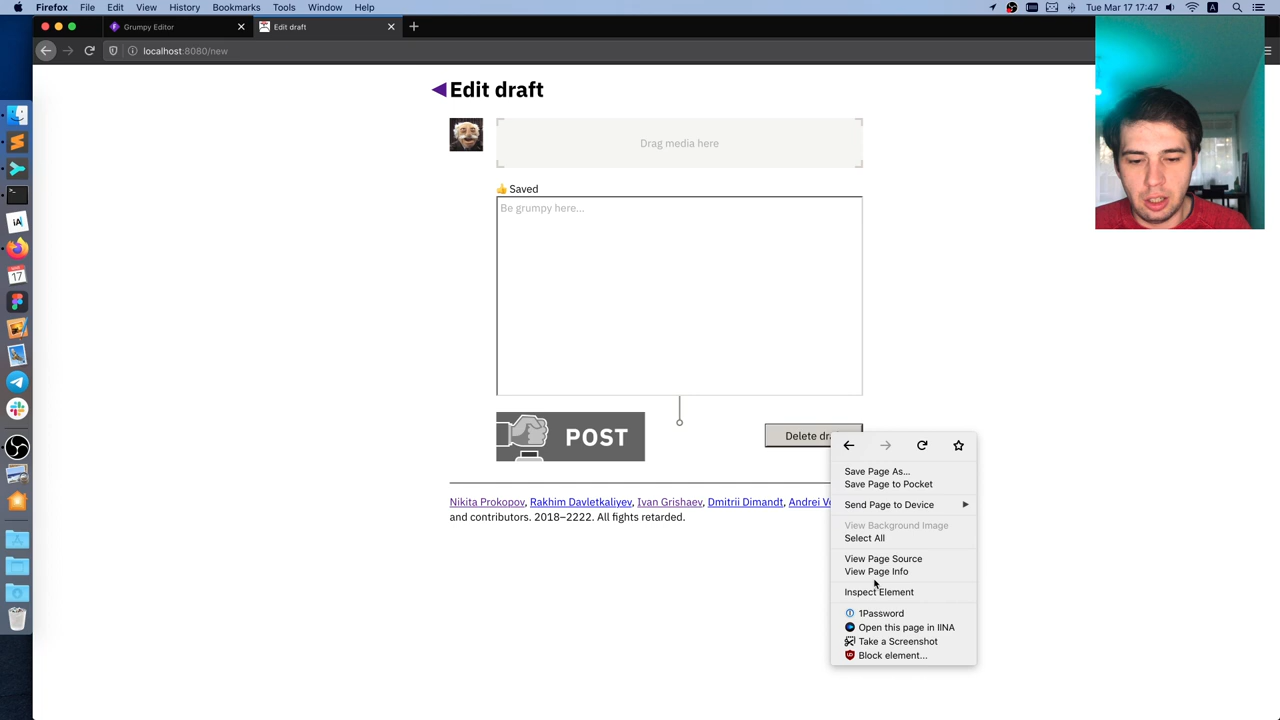 Firefox File Edit View History Bookmarks Tools Window Help
Tue 17 Mar 17:47
Grumpy Editor
Edit draft
localhost:8080/new
Edit draft
Drag media here
👍 Saved
Be grumpy here...
POST
Delete dra
Nikita Prokopov, Rakhim Davletkaliyev, Ivan Grishaev, Dmitrii Dimandt, Andrei V
and contributors. 2018–2222. All fights retarded.
Save Page As...
Save Page to Pocket
Send Page to Device
View Background Image
Select All
View Page Source
View Page Info
Inspect Element
1Password
Open this page in IINA
Take a Screenshot
Block element...
iA
17